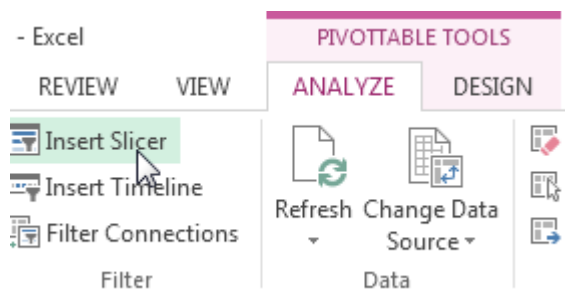 - Excel
PIVOTTABLE TOOLS
REVIEW VIEW ANALYZE DESIGN
Insert Slicer
Insert Timeline
Filter Connections
Refresh
Change Data
Source
Filter
Data